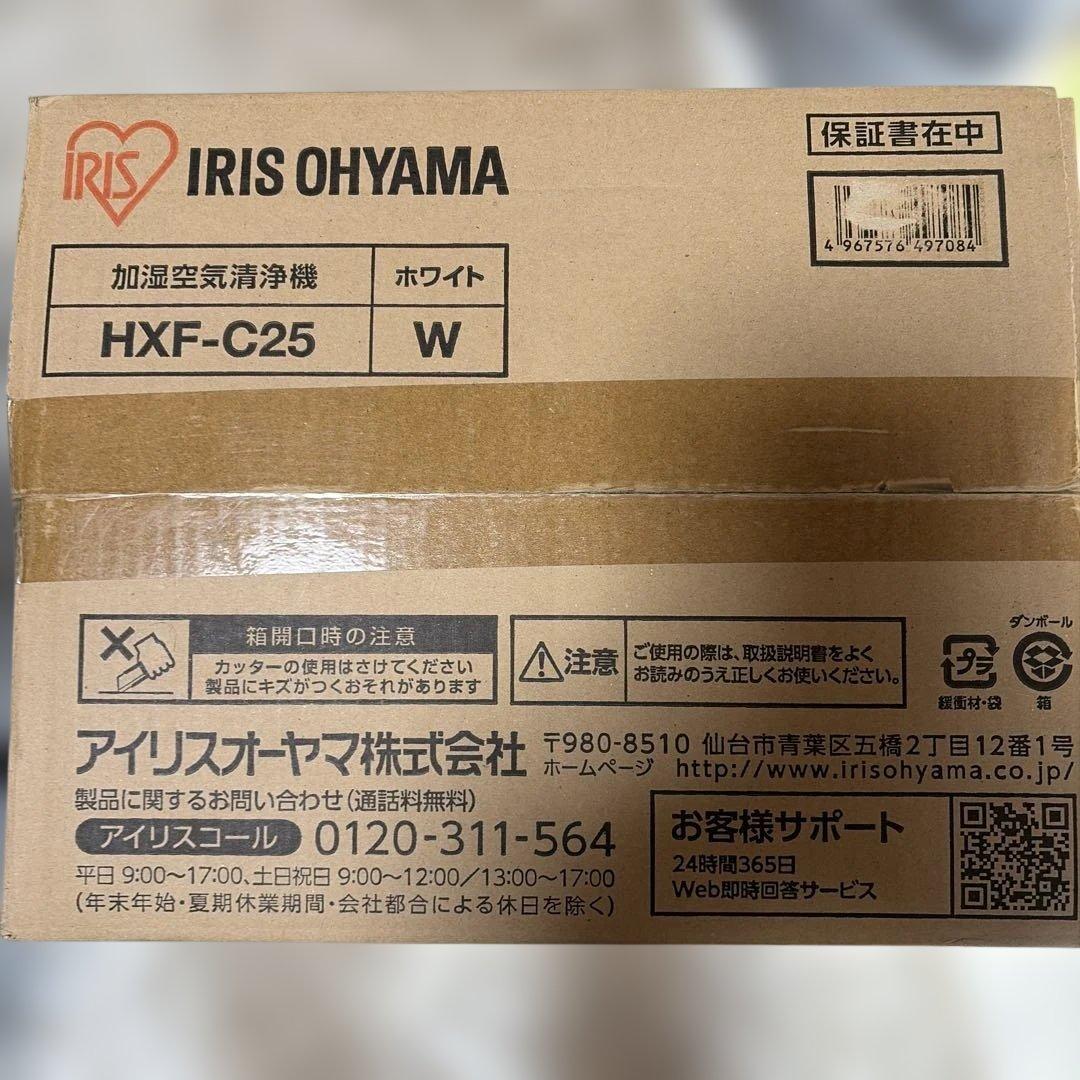 IRIS IRIS OHYAMA
保証書在中
4 967576 497084
加湿空気清浄機 ホワイト
HXF-C25 W
箱開口時の注意
カッターの使用はさけてください
製品にキズがつくおそれがあります
注意
ご使用の際は、取扱説明書をよく
お読みのうえ正しくお使いください。
プラ
緩衝材・袋
ダンボール
箱
アイリスオーヤマ株式会社
〒980-8510 仙台市青葉区五橋2丁目12番1号
ホームページ http://www.irisohyama.co.jp/
製品に関するお問い合わせ(通話料無料)
アイリスコール 0120-311-564
平日 9:00〜17:00、土日祝日 9:00〜12:00/13:00〜17:00
(年末年始・夏期休業期間・会社都合による休日を除く)
お客様サポート
24時間365日
Web即時回答サービス